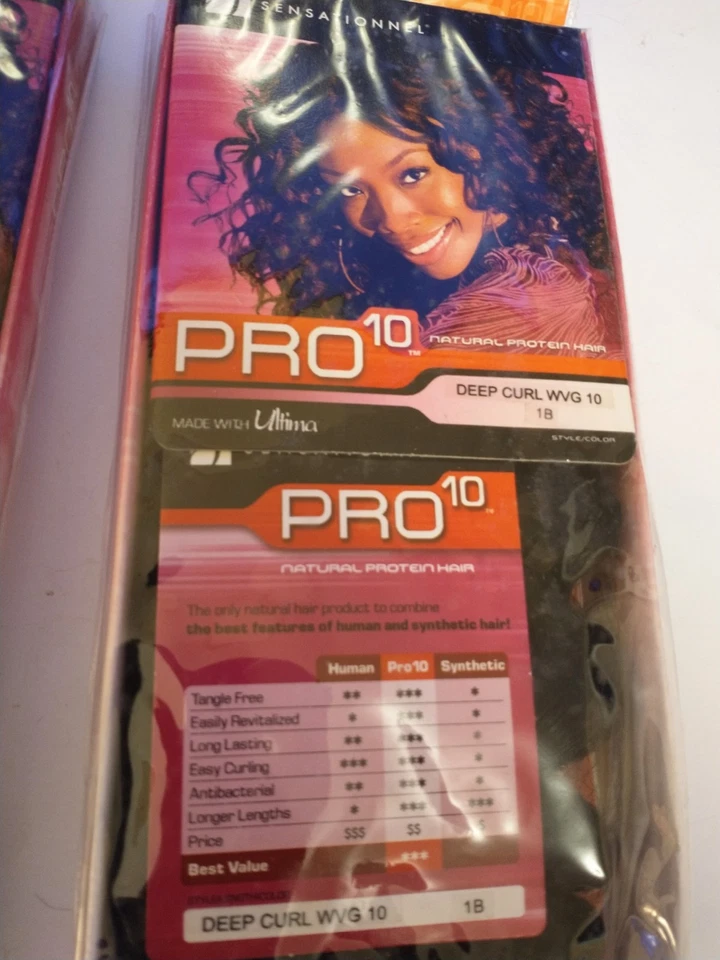 SENSATIONNEL
PRO10™
NATURAL PROTEIN HAIR
DEEP CURL WVG 10
1B
MADE WITH Ultima
STYLE/COLOR
PRO10™
NATURAL PROTEIN HAIR
The only natural hair product to combine
the best features of human and synthetic hair!
Human Pro10 Synthetic
Tangle Free ** *** *
Easily Revitalized * *** *
Long Lasting ** *** *
Easy Curling *** *** *
Antibacterial ** *** *
Longer Lengths * *** ***
Price $$$ $$ $
Best Value ***
DEEP CURL WVG 10 1B